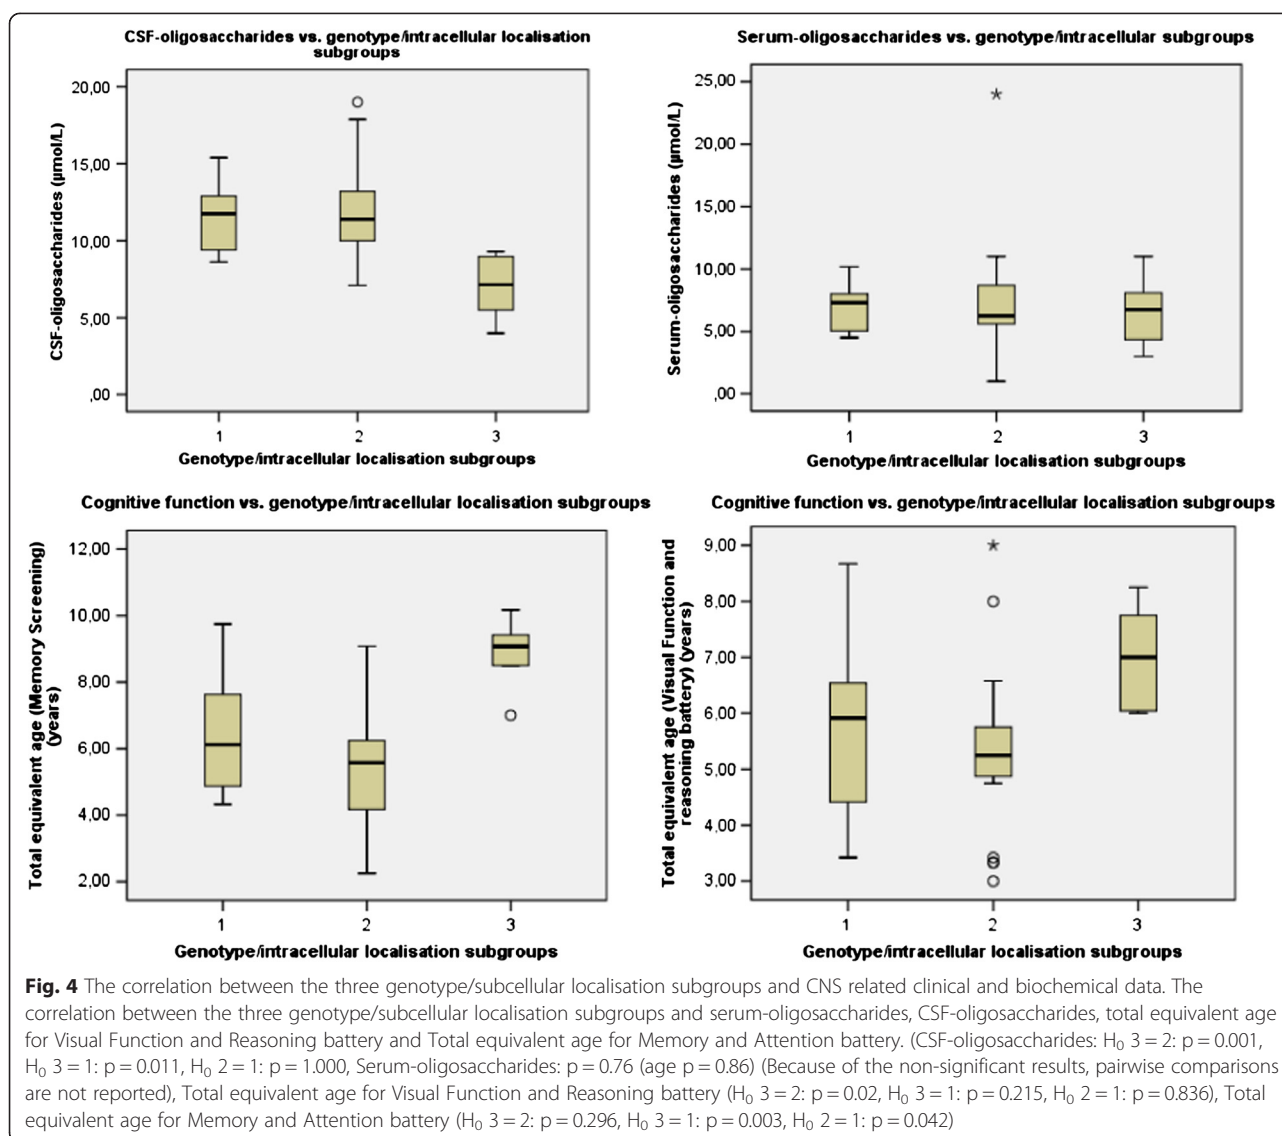 CSF-oligosaccharides vs. genotype/intracellular localisation
subgroups
CSF-oligosaccharides (µmol/L)
20,00
15,00
10,00
5,00
,00
1 2 3
Genotype/intracellular localisation subgroups
Serum-oligosaccharides vs. genotype/intracellular subgroups
Serum-oligosaccharides (µmol/L)
25,00
20,00
15,00
10,00
5,00
,00
1 2 3
Genotype/intracellular localisation subgroups
Cognitive function vs. genotype/intracellular localisation subgroups
Total equivalent age (Memory Screening)
(years)
12,00
10,00
8,00
6,00
4,00
2,00
1 2 3
Genotype/intracellular localisation subgroups
Cognitive function vs. genotype/intracellular localisation subgroups
Total equivalent age (Visual Function and
reasoning battery) (years)
9,00
8,00
7,00
6,00
5,00
4,00
3,00
1 2 3
Genotype/intracellular localisation subgroups
Fig. 4 The correlation between the three genotype/subcellular localisation subgroups and CNS related clinical and biochemical data. The
correlation between the three genotype/subcellular localisation subgroups and serum-oligosaccharides, CSF-oligosaccharides, total equivalent age
for Visual Function and Reasoning battery and Total equivalent age for Memory and Attention battery. (CSF-oligosaccharides: H₀ 3 = 2: p = 0.001,
H₀ 3 = 1: p = 0.011, H₀ 2 = 1: p = 1.000, Serum-oligosaccharides: p = 0.76 (age p = 0.86) (Because of the non-significant results, pairwise comparisons
are not reported), Total equivalent age for Visual Function and Reasoning battery (H₀ 3 = 2: p = 0.02, H₀ 3 = 1: p = 0.215, H₀ 2 = 1: p = 0.836), Total
equivalent age for Memory and Attention battery (H₀ 3 = 2: p = 0.296, H₀ 3 = 1: p = 0.003, H₀ 2 = 1: p = 0.042)